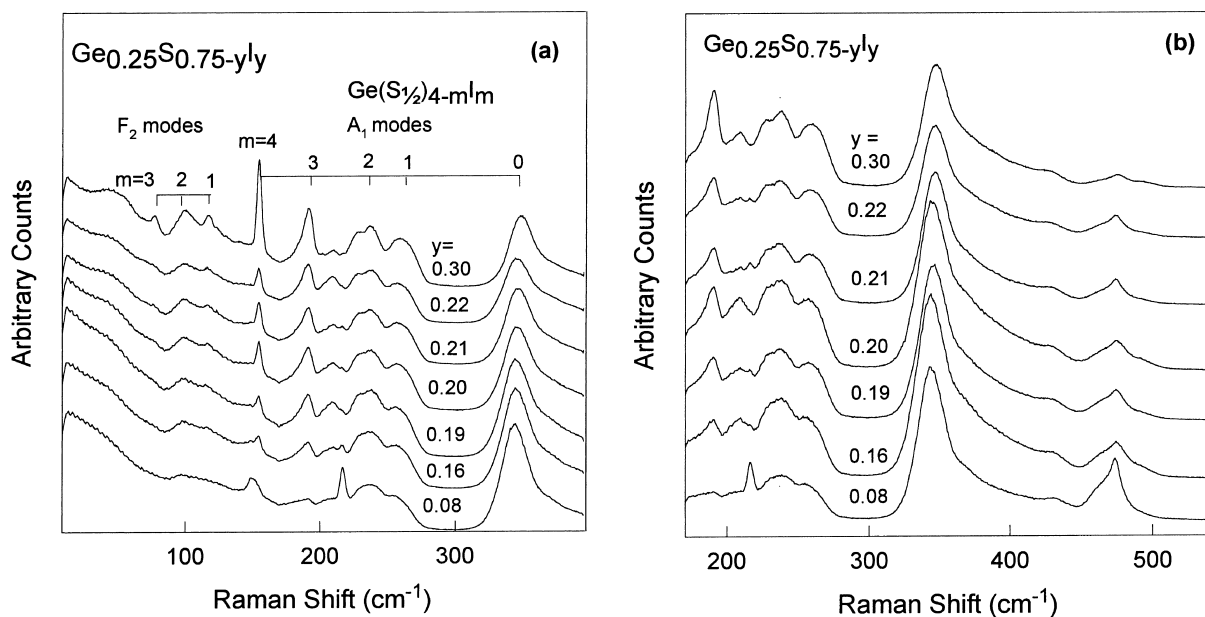 Ge0.25S0.75-yIy
(a)
Ge(S½)4-mIm
F2 modes
m=4
A1 modes
3 2 1 0
m=3 2 1
y=
0.30
0.22
0.21
0.20
0.19
0.16
0.08
Arbitrary Counts
100 200 300
Raman Shift (cm-1)
Ge0.25S0.75-yIy
(b)
y =
0.30
0.22
0.21
0.20
0.19
0.16
0.08
Arbitrary Counts
200 300 400 500
Raman Shift (cm-1)